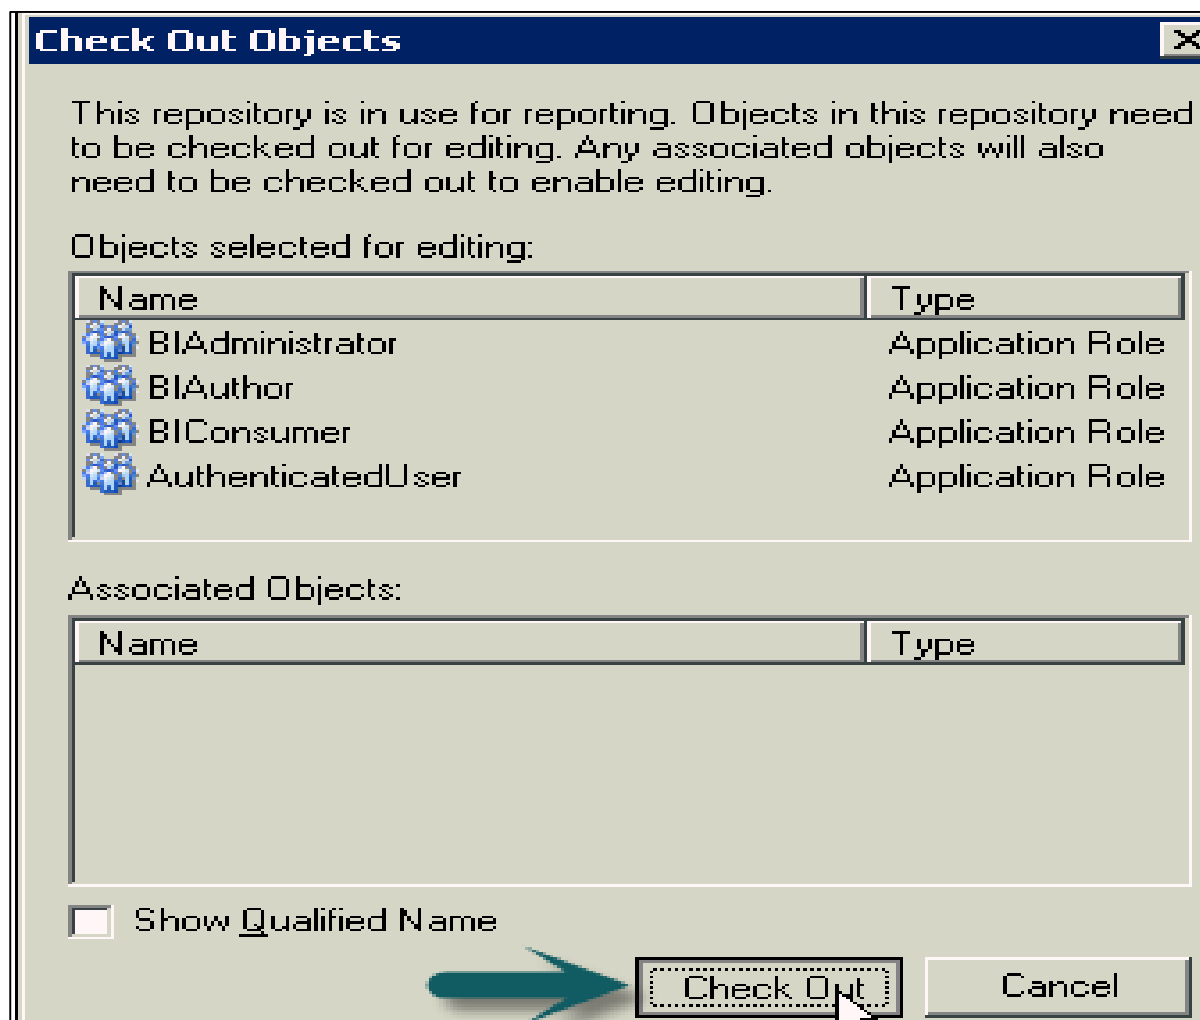 Check Out Objects
This repository is in use for reporting. Objects in this repository need
to be checked out for editing. Any associated objects will also
need to be checked out to enable editing.
Objects selected for editing:
Name Type
BIAdministrator Application Role
BIAuthor Application Role
BIConsumer Application Role
AuthenticatedUser Application Role
Associated Objects:
Name Type
Show Qualified Name
Check Out Cancel